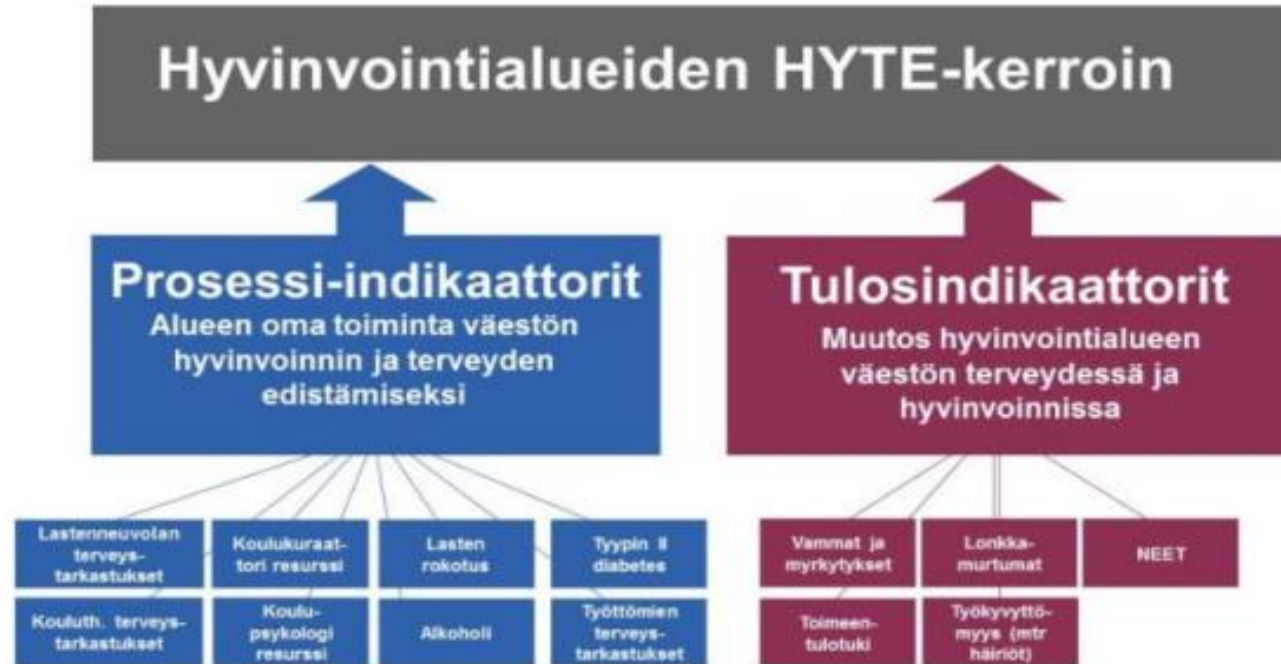 Hyvinvointialueiden HYTE-kerroin
Prosessi-indikaattorit
Alueen oma toiminta väestön
hyvinvoinnin ja terveyden
edistämiseksi
Tulosindikaattorit
Muutos hyvinvointialueen
väestön terveydessä ja
hyvinvoinnissa
Lastenneuvolan
terveys-
tarkastukset
Koulukuraat-
tori resurssi
Lasten
rokotus
Tyypin II
diabetes
Vammat ja
myrkytykset
Lonkka-
murtumat
NEET
Kouluth. terveys-
tarkastukset
Koulu-
psykologi
resurssi
Alkoholi
Työttömien
terveys-
tarkastukset
Toimeen-
tulotuki
Työkyvyttö-
myys (mtr
häiriöt)